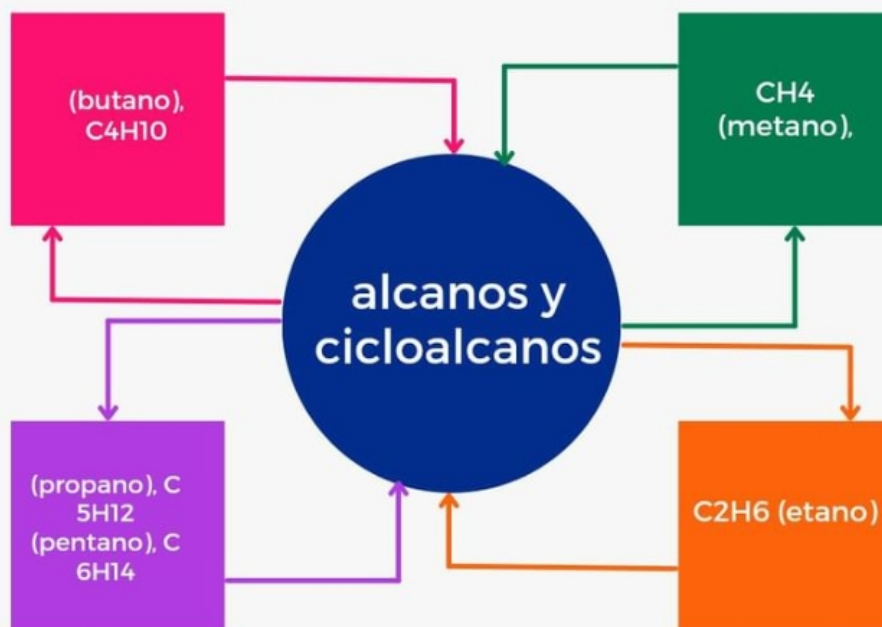 (butano),
C4H10
CH4
(metano),
alcanos y
cicloalcanos
(propano), C
5H12
(pentano), C
6H14
C2H6 (etano)